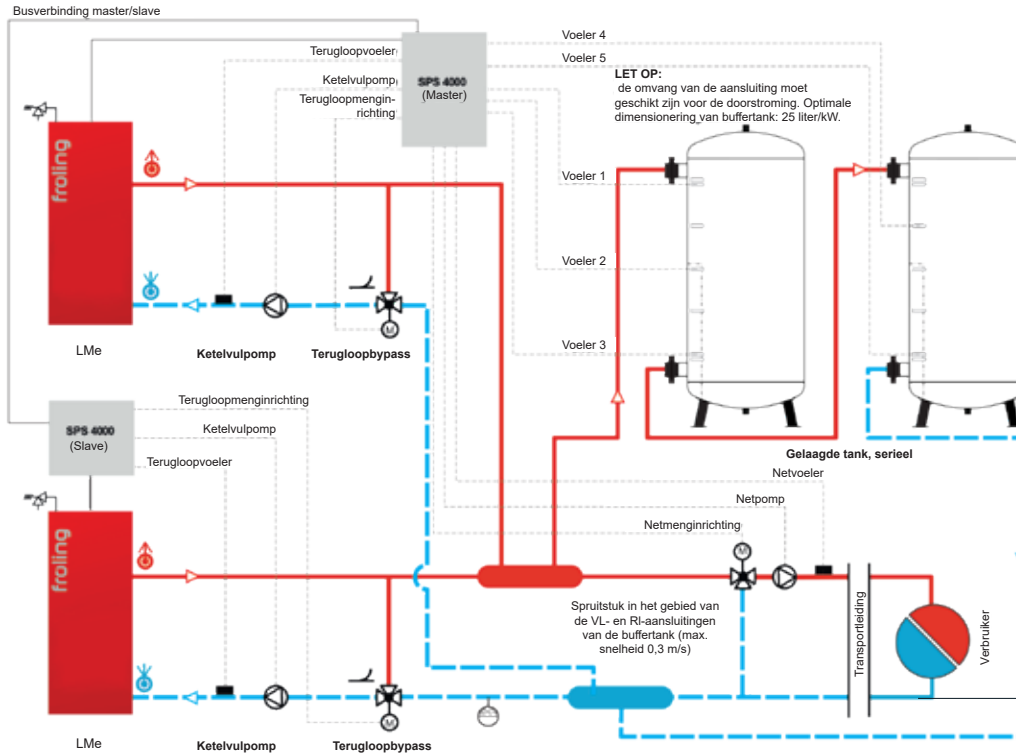 Busverbinding master/slave
Terugloopvoeler
Ketelvulpomp
Terugloopmengin-
richting
SPS 4000
(Master)
Voeler 4
Voeler 5
LET OP:
de omvang van de aansluiting moet
geschikt zijn voor de doorstroming. Optimale
dimensionering van buffertank: 25 liter/kW.
froling
Voeler 1
Voeler 2
Voeler 3
M
LMe
Ketelvulpomp
Terugloopbypass
Gelaagde tank, serieel
SPS 4000
(Slave)
Terugloopmenginrichting
Ketelvulpomp
Terugloopvoeler
Netvoeler
Netpomp
Netmenginrichting
M
froling
Spruitstuk in het gebied van
de VL- en Rl-aansluitingen
van de buffertank (max.
snelheid 0,3 m/s)
Transportleiding
Verbruiker
M
LMe
Ketelvulpomp
Terugloopbypass